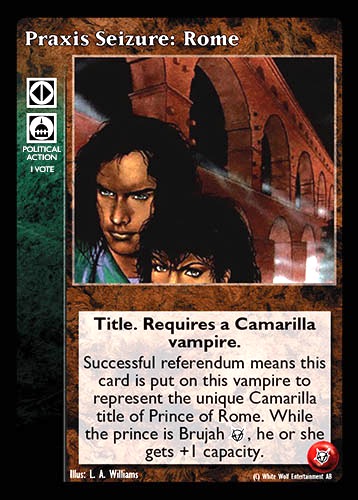 Praxis Seizure: Rome
POLITICAL
ACTION
1 VOTE
Title. Requires a Camarilla
vampire.
Successful referendum means this
card is put on this vampire to
represent the unique Camarilla
title of Prince of Rome. While
the prince is Brujah , he or she
gets +1 capacity.
Illus: L. A. Williams
(C) White Wolf Entertainment AB